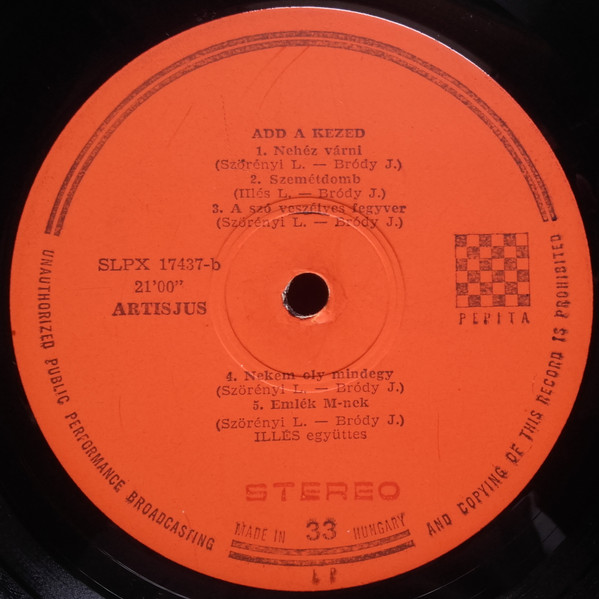 ADD A KEZED
1. Nehéz várni
(Szörényi L. — Bródy J.)
2. Szemétdomb
(Illés L. — Bródy J.)
3. A szó veszélyes fegyver
(Szörényi L. — Bródy J.)
SLPX 17437-b
21'00"
ARTISJUS
PEPITA
4. Nekem oly mindegy
(Szörényi L. — Bródy J.)
5. Emlék M-nek
(Szörényi L. — Bródy J.)
ILLÉS együttes
STEREO
MADE IN 33 HUNGARY
LP
UNAUTHORIZED PUBLIC PERFORMANCE BROADCASTING AND COPYING OF THIS RECORD IS PROHIBITED